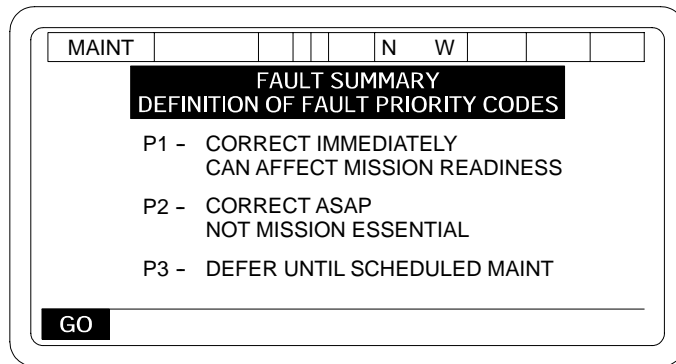 MAINT N W
FAULT SUMMARY
DEFINITION OF FAULT PRIORITY CODES
P1 - CORRECT IMMEDIATELY
CAN AFFECT MISSION READINESS
P2 - CORRECT ASAP
NOT MISSION ESSENTIAL
P3 - DEFER UNTIL SCHEDULED MAINT
GO